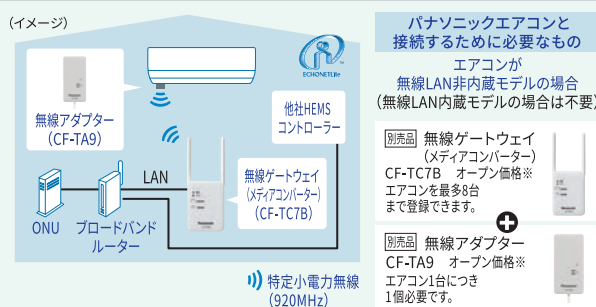 (イメージ)
無線アダプター
(CF-TA9)
ECHONETLite
他社HEMS
コントローラー
LAN
無線ゲートウェイ
(メディアコンバーター)
(CF-TC7B)
ONU
ブロードバンド
ルーター
特定小電力無線
(920MHz)
パナソニックエアコンと
接続するために必要なもの
エアコンが
無線LAN非内蔵モデルの場合
(無線LAN内蔵モデルの場合は不要)
別売品 無線ゲートウェイ
(メディアコンバーター)
CF-TC7B オープン価格※
エアコンを最多8台
まで登録できます。
別売品 無線アダプター
CF-TA9 オープン価格※
エアコン1台につき
1個必要です。